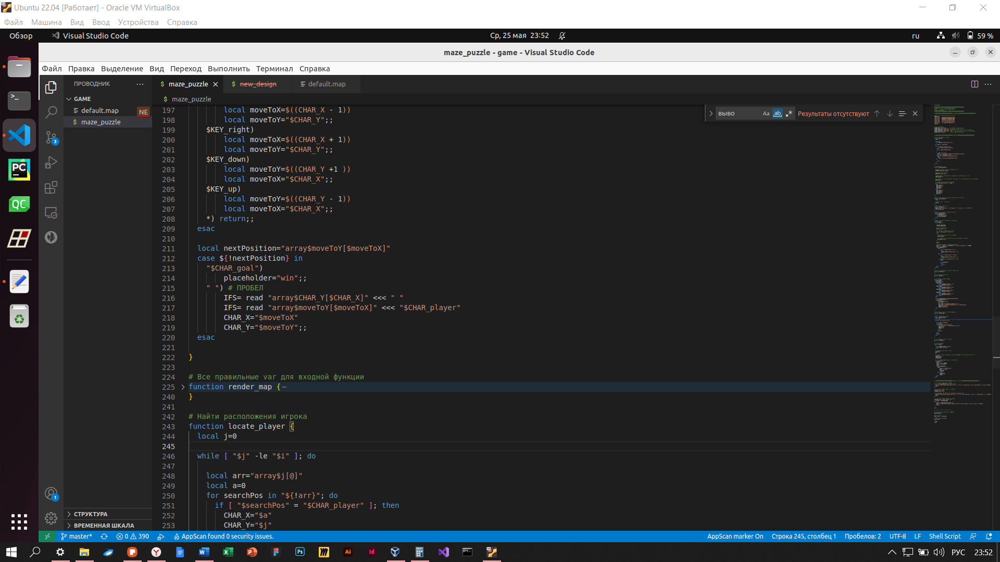 Ubuntu 22.04 [Работает] - Oracle VM VirtualBox
Файл Машина Вид Ввод Устройства Справка
Обзор Visual Studio Code Ср, 25 мая 23:52 ru 59 %
maze_puzzle - game - Visual Studio Code
Файл Правка Выделение Вид Переход Выполнить Терминал Справка
ПРОВОДНИК ··· $ maze_puzzle $ new_design default.map ···
GAME $ maze_puzzle
default.map NE
$ maze_puzzle
выво Aa ab Результаты отсутствуют
197 local moveToX=$((CHAR_X - 1))
198 local moveToY="$CHAR_Y";;
199 $KEY_right)
200 local moveToX=$((CHAR_X + 1))
201 local moveToY="$CHAR_Y";;
202 $KEY_down)
203 local moveToY=$((CHAR_Y +1 ))
204 local moveToX="$CHAR_X";;
205 $KEY_up)
206 local moveToY=$((CHAR_Y - 1))
207 local moveToX="$CHAR_X";;
208 *) return;;
209 esac
210
211 local nextPosition="array$moveToY[$moveToX]"
212 case ${!nextPosition} in
213 "$CHAR_goal")
214 placeholder="win";;
215 " ") # ПРОБЕЛ
216 IFS= read "array$CHAR_Y[$CHAR_X]" <<< " "
217 IFS= read "array$moveToY[$moveToX]" <<< "$CHAR_player"
218 CHAR_X="$moveToX"
219 CHAR_Y="$moveToY";;
220 esac
221
222 }
223
224 # Все правильные var для входной функции
225 function render_map {···
240 }
241
242 # Найти расположения игрока
243 function locate_player {
244 local j=0
245
246 while [ "$j" -le "$i" ]; do
247
248 local arr="array$j[@]"
249 local a=0
250 for searchPos in "${!arr}"; do
251 if [ "$searchPos" = "$CHAR_player" ]; then
252 CHAR_X="$a"
253 CHAR_Y="$j"
3
PC
QC
1
СТРУКТУРА
ВРЕМЕННАЯ ШКАЛА
master* 0 390 AppScan found 0 security issues. AppScan marker On Строка 245, столбец 1 Пробелов: 2 UTF-8 LF Shell Script
W X P Ps Ai Id РУС 23:52